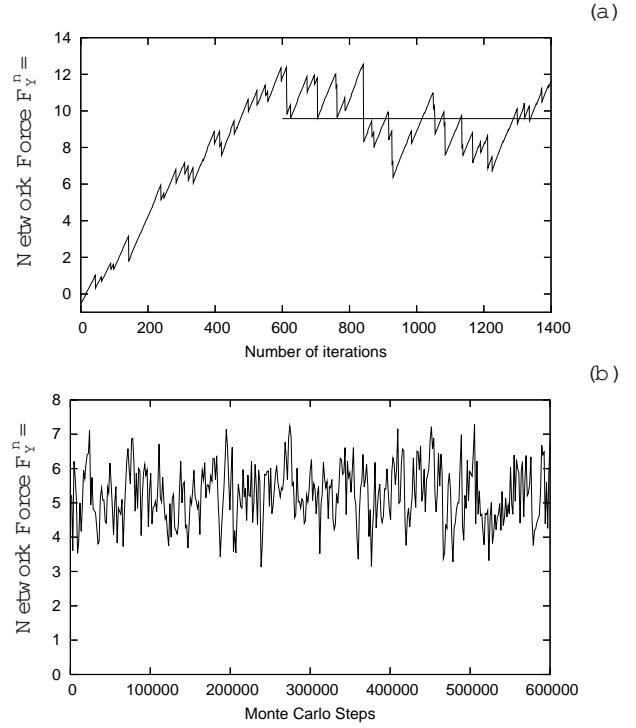 (a)
Network Force F_Y^n =
14
12
10
8
6
4
2
0
0 200 400 600 800 1000 1200 1400
Number of iterations
(b)
Network Force F_Y^n =
8
7
6
5
4
3
2
1
0
0 100000 200000 300000 400000 500000 600000
Monte Carlo Steps